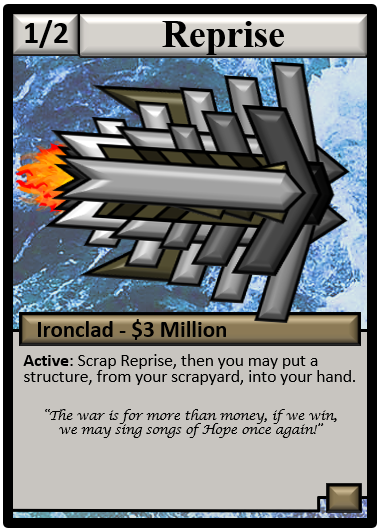 1/2 Reprise
Ironclad - $3 Million
Active: Scrap Reprise, then you may put a
structure, from your scrapyard, into your hand.
"The war is for more than money, if we win,
we may sing songs of Hope once again!"